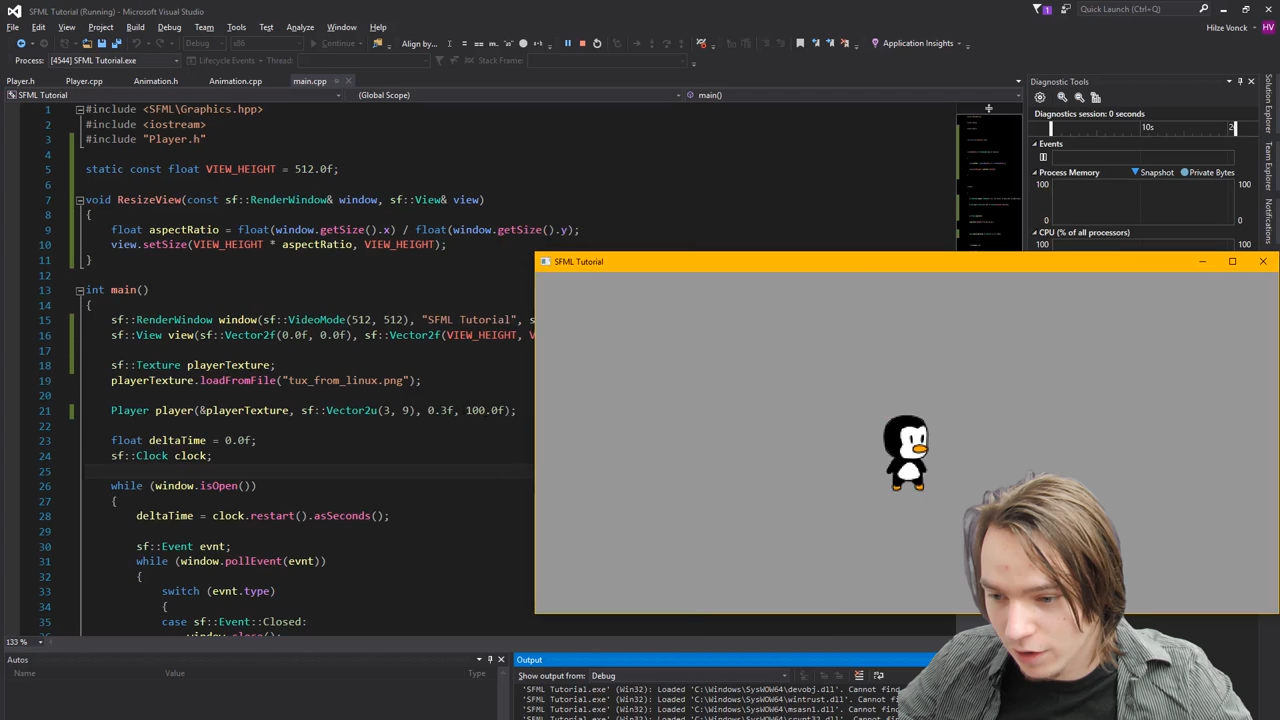 SFML Tutorial (Running) - Microsoft Visual Studio
1
Quick Launch (Ctrl+Q)
File Edit View Project Build Debug Team Tools Test Analyze Window Help
Hilze Vonck HV
Debug x86 Continue Align by... Application Insights
Process: [4544] SFML Tutorial.exe Lifecycle Events Thread: Stack Frame:
Player.h Player.cpp Animation.h Animation.cpp main.cpp
SFML Tutorial (Global Scope) main()
1 #include <SFML\Graphics.hpp>
2 #include <iostream>
3 #include "Player.h"
4
5 static const float VIEW_HEIGHT = 512.0f;
6
7 void ResizeView(const sf::RenderWindow& window, sf::View& view)
8 {
9 float aspectRatio = float(window.getSize().x) / float(window.getSize().y);
10 view.setSize(VIEW_HEIGHT * aspectRatio, VIEW_HEIGHT);
11 }
12
13 int main()
14 {
15 sf::RenderWindow window(sf::VideoMode(512, 512), "SFML Tutorial",
16 sf::View view(sf::Vector2f(0.0f, 0.0f), sf::Vector2f(VIEW_HEIGHT,
17
18 sf::Texture playerTexture;
19 playerTexture.loadFromFile("tux_from_linux.png");
20
21 Player player(&playerTexture, sf::Vector2u(3, 9), 0.3f, 100.0f);
22
23 float deltaTime = 0.0f;
24 sf::Clock clock;
25
26 while (window.isOpen())
27 {
28 deltaTime = clock.restart().asSeconds();
29
30 sf::Event evnt;
31 while (window.pollEvent(evnt))
32 {
33 switch (evnt.type)
34 {
35 case sf::Event::Closed:
133 %
Diagnostic Tools
Diagnostics session: 0 seconds
10s 2
Events
Process Memory Snapshot Private Bytes
100 100
0 0
CPU (% of all processors)
100 100
Solution Explorer
Team Explorer
SFML Tutorial
Autos
Name Value Type
Output
Show output from: Debug
'SFML Tutorial.exe' (Win32): Loaded 'C:\Windows\SysWOW64\devobj.dll'. Cannot find
'SFML Tutorial.exe' (Win32): Loaded 'C:\Windows\SysWOW64\wintrust.dll'. Cannot
'SFML Tutorial.exe' (Win32): Loaded 'C:\Windows\SysWOW64\msasn1.dll'. Cannot find